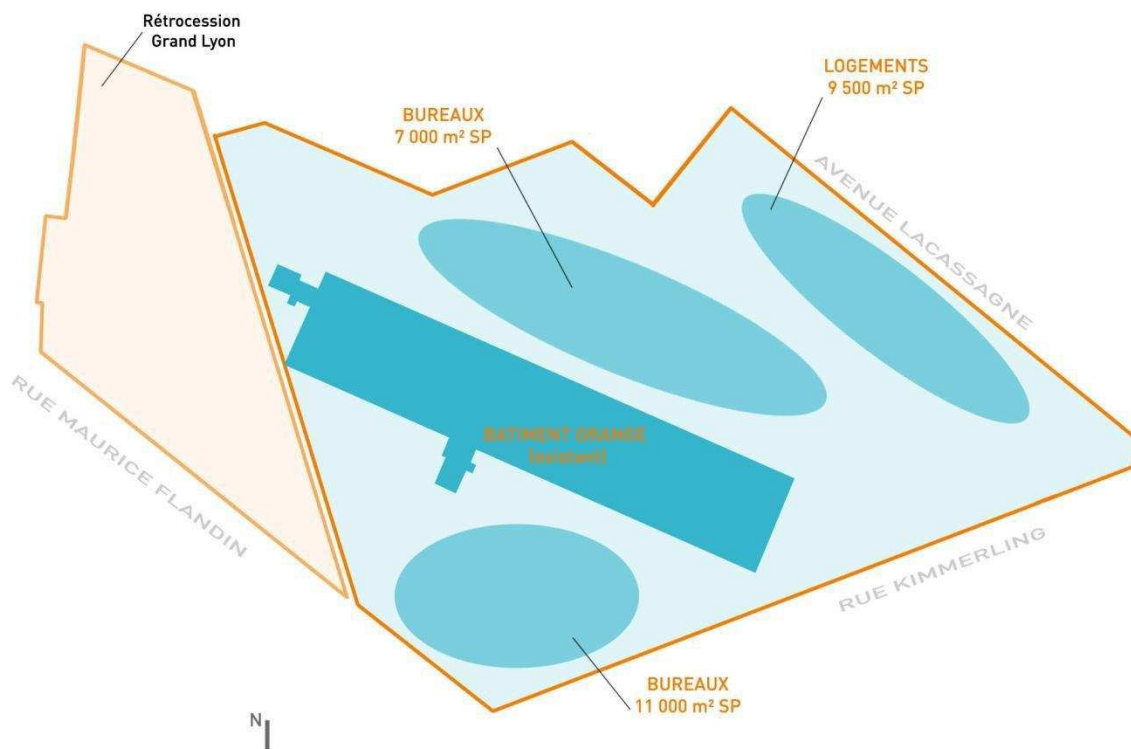 Rétrocession
Grand Lyon
LOGEMENTS
9 500 m² SP
BUREAUX
7 000 m² SP
AVENUE LACASSAGNE
BATIMENT ORANGE
(existant)
RUE MAURICE FLANDIN
RUE KIMMERLING
BUREAUX
11 000 m² SP
N